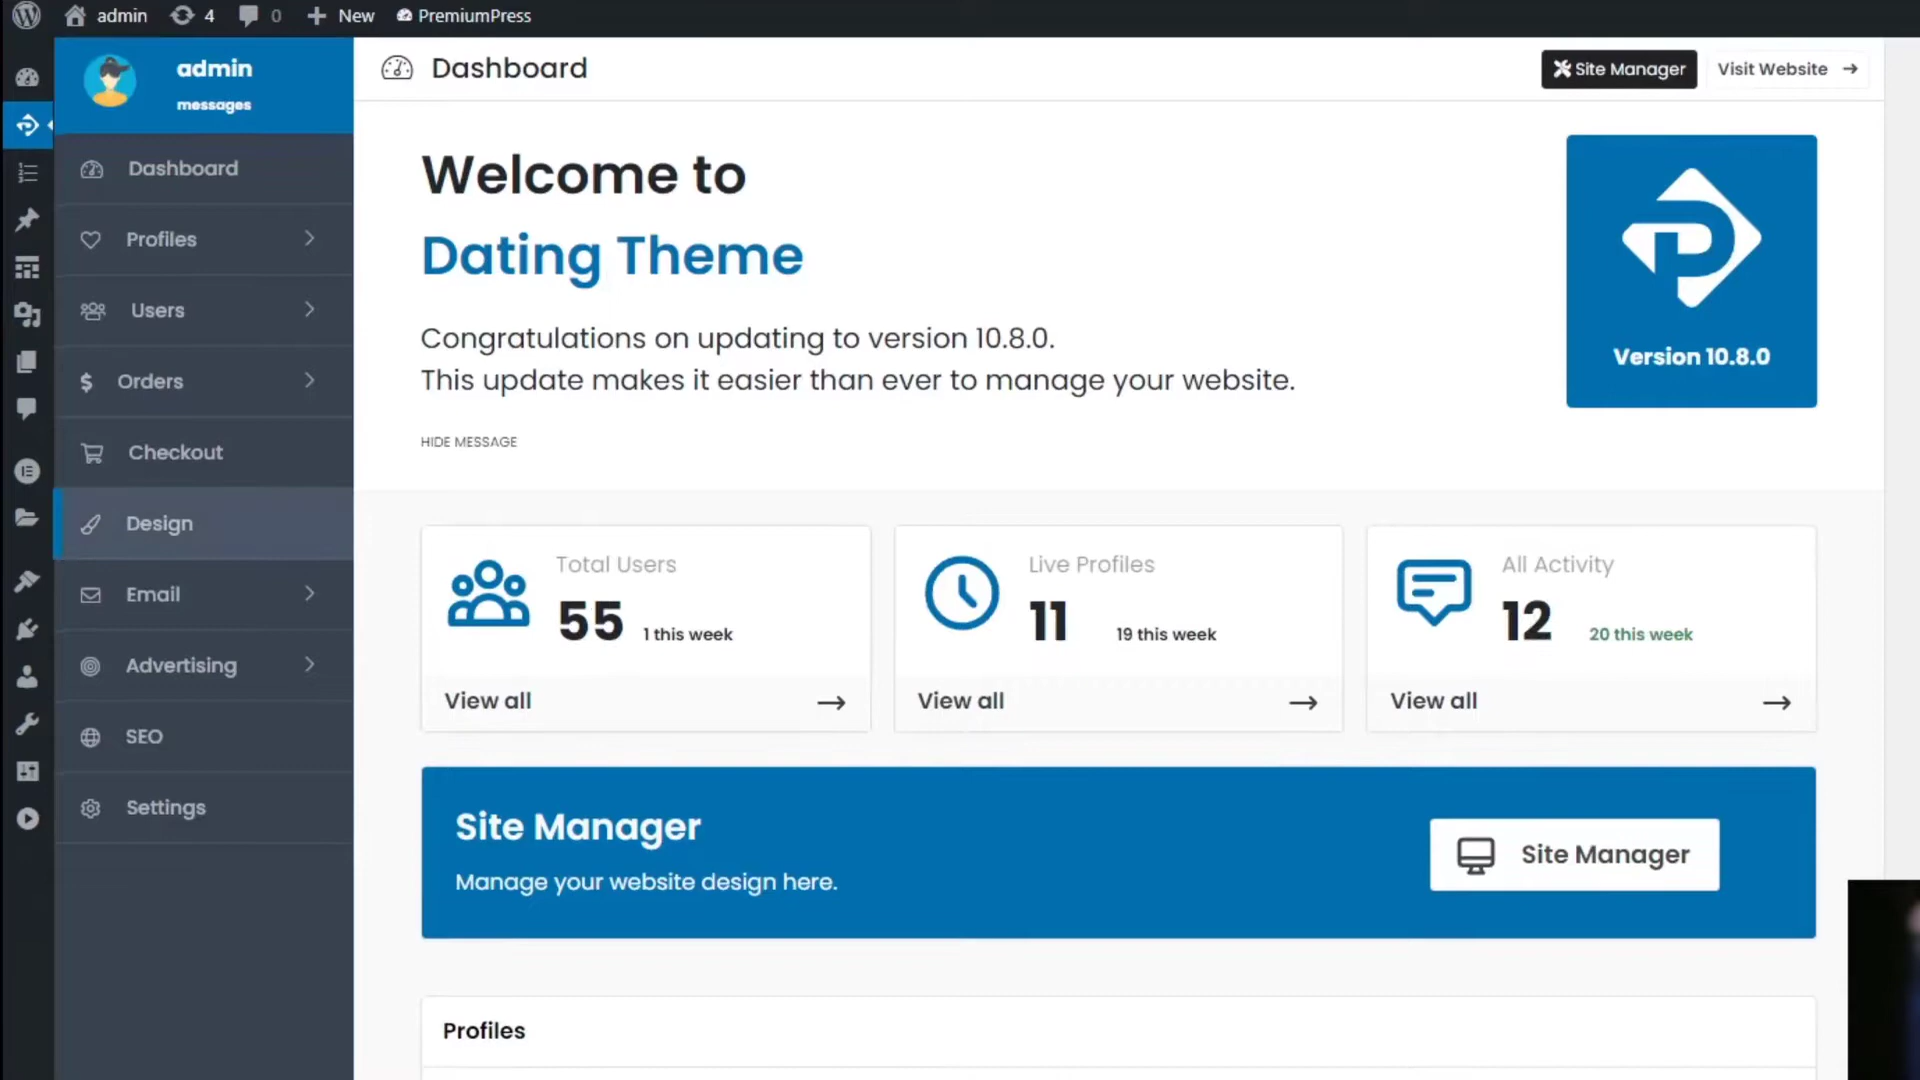 admin
4
0
New
PremiumPress
admin
messages
Dashboard
Profiles
Users
Orders
Checkout
Design
Email
Advertising
SEO
Settings
Dashboard
Site Manager
Visit Website
Welcome to
Dating Theme
Congratulations on updating to version 10.8.0.
This update makes it easier than ever to manage your website.
HIDE MESSAGE
Version 10.8.0
Total Users
55 1 this week
View all
Live Profiles
11 19 this week
View all
All Activity
12 20 this week
View all
Site Manager
Manage your website design here.
Site Manager
Profiles